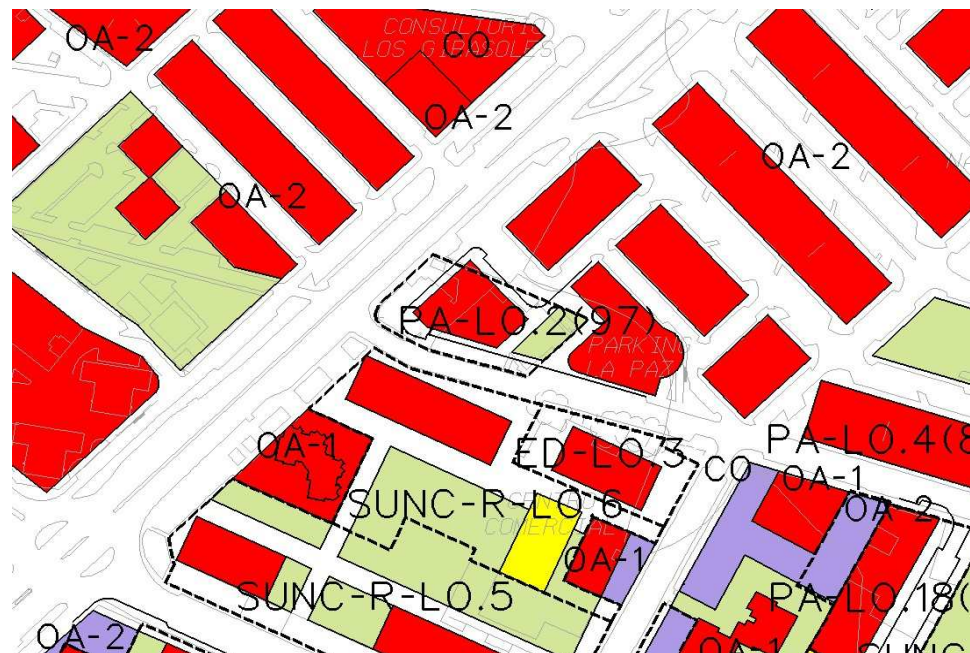 CONSULTORIO
LOS GIRASOLES
OA-2
CO
OA-2
OA-2
OA-2
PA-LO.2(97)
PARKING
LA PAZ
OA-1
ED-LO.3
PA-LO.4(8
CO
OA-1
SUNC-R-LO.6
OA-2
CENTRO
COMERCIAL
OA-1
SUNC-R-LO.5
PA-LO.18(
OA-2
OA-1
SUNC